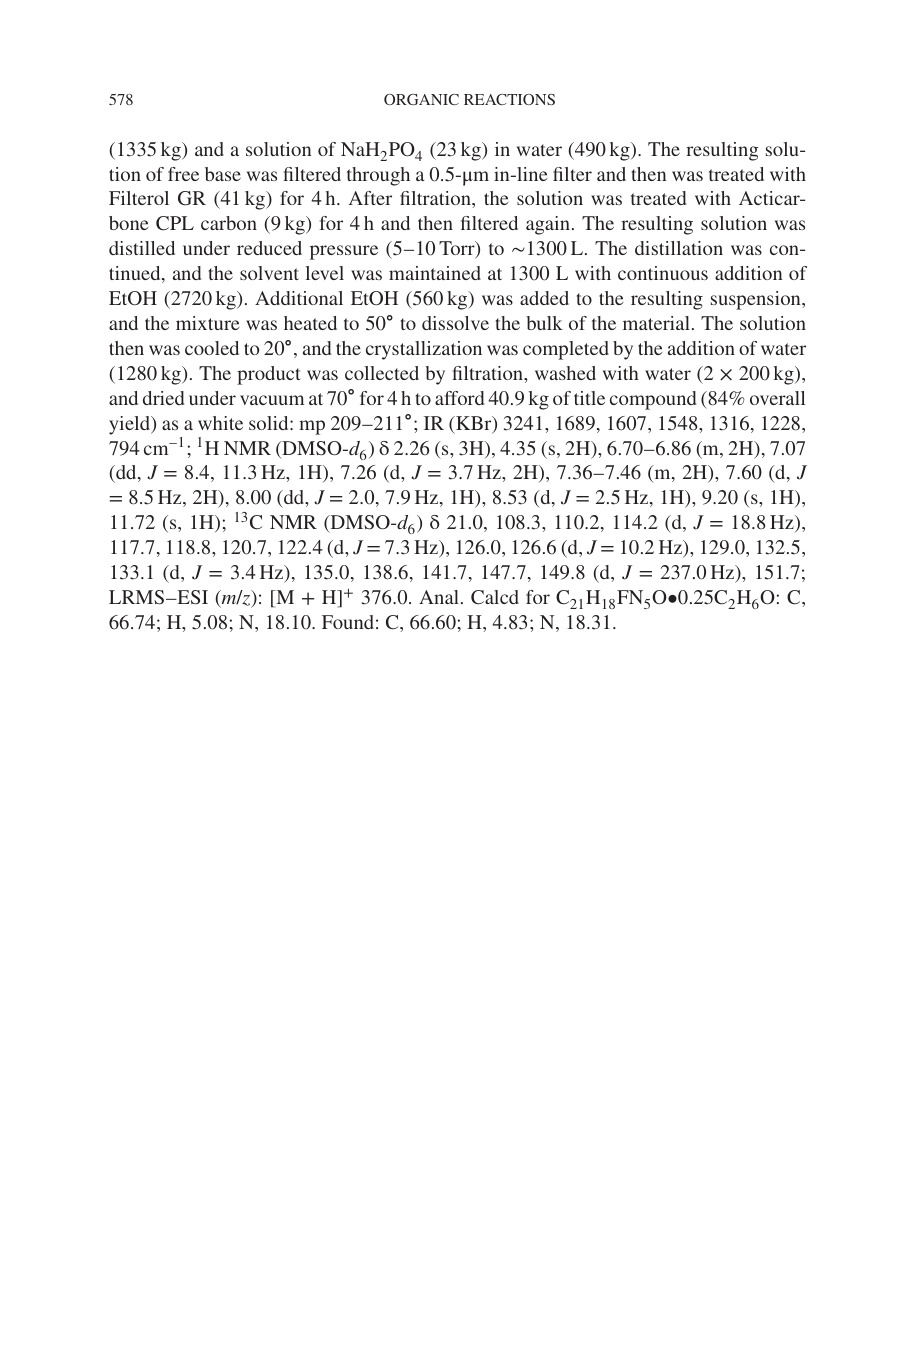 578 ORGANIC REACTIONS
(1335 kg) and a solution of NaH₂PO₄ (23 kg) in water (490 kg). The resulting solu-
tion of free base was filtered through a 0.5-μm in-line filter and then was treated with
Filterol GR (41 kg) for 4 h. After filtration, the solution was treated with Acticar-
bone CPL carbon (9 kg) for 4 h and then filtered again. The resulting solution was
distilled under reduced pressure (5–10 Torr) to ~1300 L. The distillation was con-
tinued, and the solvent level was maintained at 1300 L with continuous addition of
EtOH (2720 kg). Additional EtOH (560 kg) was added to the resulting suspension,
and the mixture was heated to 50° to dissolve the bulk of the material. The solution
then was cooled to 20°, and the crystallization was completed by the addition of water
(1280 kg). The product was collected by filtration, washed with water (2 × 200 kg),
and dried under vacuum at 70° for 4 h to afford 40.9 kg of title compound (84% overall
yield) as a white solid: mp 209–211°; IR (KBr) 3241, 1689, 1607, 1548, 1316, 1228,
794 cm⁻¹; ¹H NMR (DMSO-d₆) δ 2.26 (s, 3H), 4.35 (s, 2H), 6.70–6.86 (m, 2H), 7.07
(dd, J = 8.4, 11.3 Hz, 1H), 7.26 (d, J = 3.7 Hz, 2H), 7.36–7.46 (m, 2H), 7.60 (d, J
= 8.5 Hz, 2H), 8.00 (dd, J = 2.0, 7.9 Hz, 1H), 8.53 (d, J = 2.5 Hz, 1H), 9.20 (s, 1H),
11.72 (s, 1H); ¹³C NMR (DMSO-d₆) δ 21.0, 108.3, 110.2, 114.2 (d, J = 18.8 Hz),
117.7, 118.8, 120.7, 122.4 (d, J = 7.3 Hz), 126.0, 126.6 (d, J = 10.2 Hz), 129.0, 132.5,
133.1 (d, J = 3.4 Hz), 135.0, 138.6, 141.7, 147.7, 149.8 (d, J = 237.0 Hz), 151.7;
LRMS–ESI (m/z): [M + H]⁺ 376.0. Anal. Calcd for C₂₁H₁₈FN₅O●0.25C₂H₆O: C,
66.74; H, 5.08; N, 18.10. Found: C, 66.60; H, 4.83; N, 18.31.